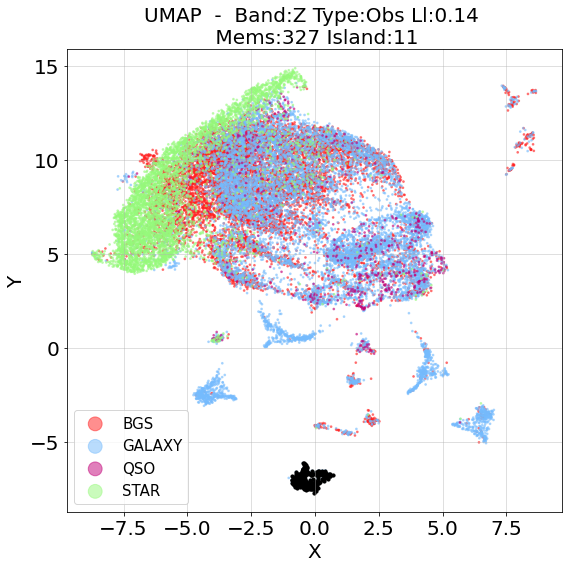 UMAP - Band:Z Type:Obs Ll:0.14
Mems:327 Island:11
15
10
5
0
−5
Y
BGS
GALAXY
QSO
STAR
−7.5 −5.0 −2.5 0.0 2.5 5.0 7.5
X